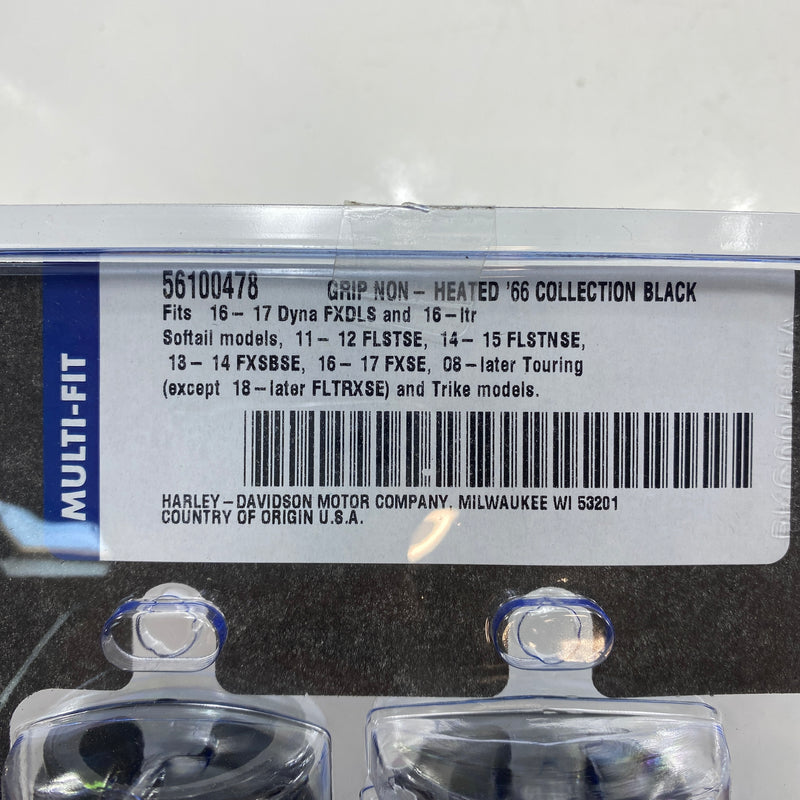 56100478 GRIP NON - HEATED '66 COLLECTION BLACK
Fits 16 - 17 Dyna FXDLS and 16 - ltr
Softail models, 11 - 12 FLSTSE, 14 - 15 FLSTNSE,
13 - 14 FXSBSE, 16 - 17 FXSE, 08 - later Touring
(except 18 - later FLTRXSE) and Trike models.
MULTI-FIT
HARLEY - DAVIDSON MOTOR COMPANY. MILWAUKEE WI 53201
COUNTRY OF ORIGIN U.S.A.